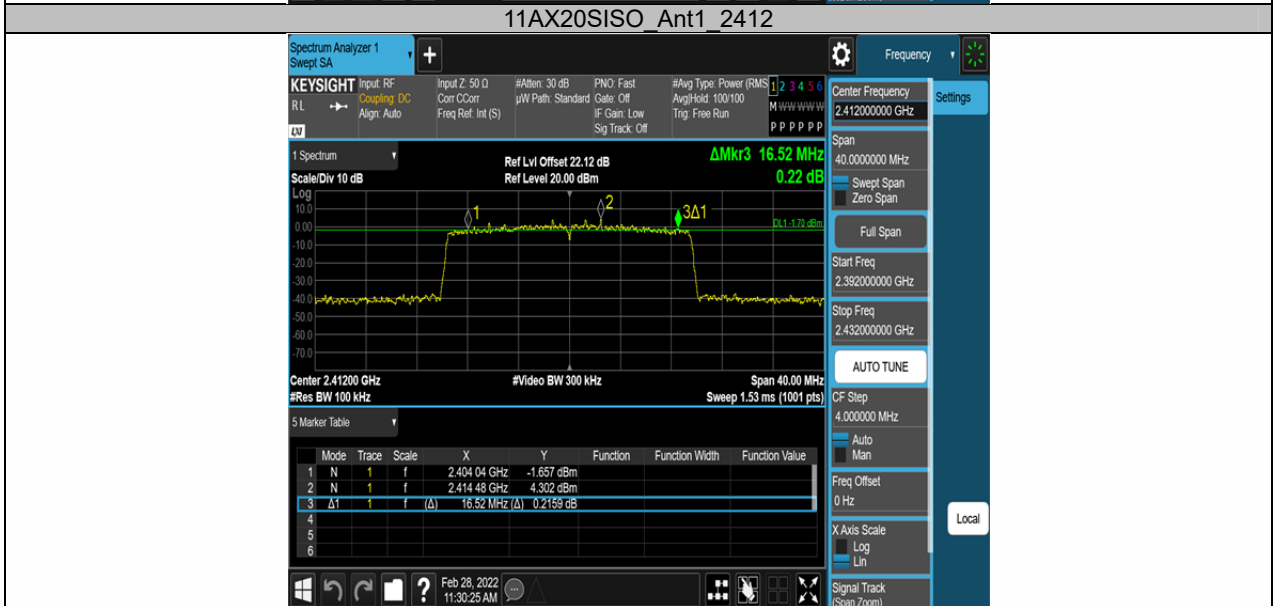 11AX20SISO_Ant1_2412
Spectrum Analyzer 1
Swept SA
+
Frequency
KEYSIGHT
R L
LXI
Input: RF
Coupling: DC
Align: Auto
Input Z: 50 Ω
Corr CCorr
Freq Ref: Int (S)
#Atten: 30 dB
µW Path: Standard
PNO: Fast
Gate: Off
IF Gain: Low
Sig Track: Off
#Avg Type: Power (RMS
Avg|Hold: 100/100
Trig: Free Run
1 2 3 4 5 6
M W W W W W
P P P P P P
Center Frequency
2.412000000 GHz
Settings
Span
40.0000000 MHz
Swept Span
Zero Span
Full Span
Start Freq
2.392000000 GHz
Stop Freq
2.432000000 GHz
AUTO TUNE
CF Step
4.000000 MHz
Auto
Man
Freq Offset
0 Hz
X Axis Scale
Log
Lin
Signal Track
(Span Zoom)
Local
1 Spectrum
Scale/Div 10 dB
Ref Lvl Offset 22.12 dB
Ref Level 20.00 dBm
ΔMkr3 16.52 MHz
0.22 dB
Log
10.0
0.00
-10.0
-20.0
-30.0
-40.0
-50.0
-60.0
-70.0
1
2
3Δ1
DL1 -1.70 dBm
Center 2.41200 GHz
#Video BW 300 kHz
Span 40.00 MHz
#Res BW 100 kHz
Sweep 1.53 ms (1001 pts)
5 Marker Table
Mode Trace Scale X Y Function Function Width Function Value
1 N 1 f 2.404 04 GHz -1.657 dBm
2 N 1 f 2.414 48 GHz 4.302 dBm
3 Δ1 1 f (Δ) 16.52 MHz (Δ) 0.2159 dB
4
5
6
?
Feb 28, 2022
11:30:25 AM